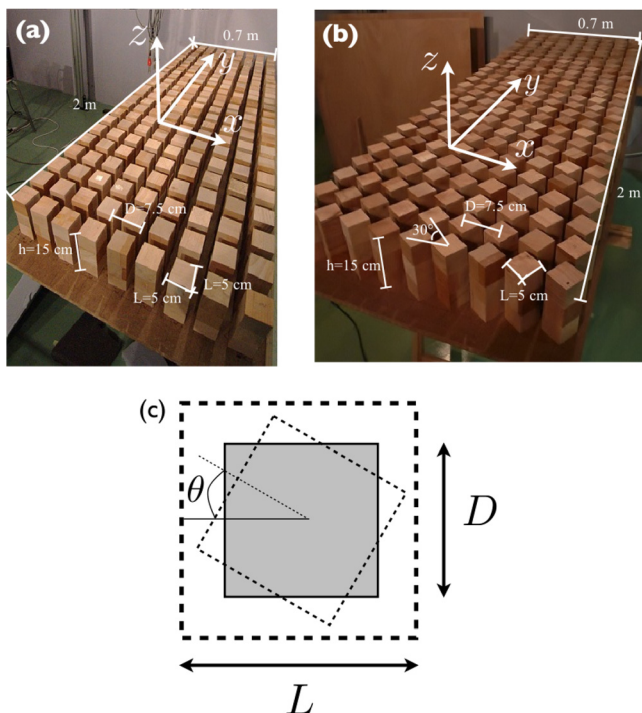 (a)
0.7 m
z
y
2 m
x
D=7.5 cm
h=15 cm
L=5 cm
L=5 cm
(b)
0.7 m
z
y
x
2 m
D=7.5 cm
30°
h=15 cm
L=5 cm
(c)
θ
D
L